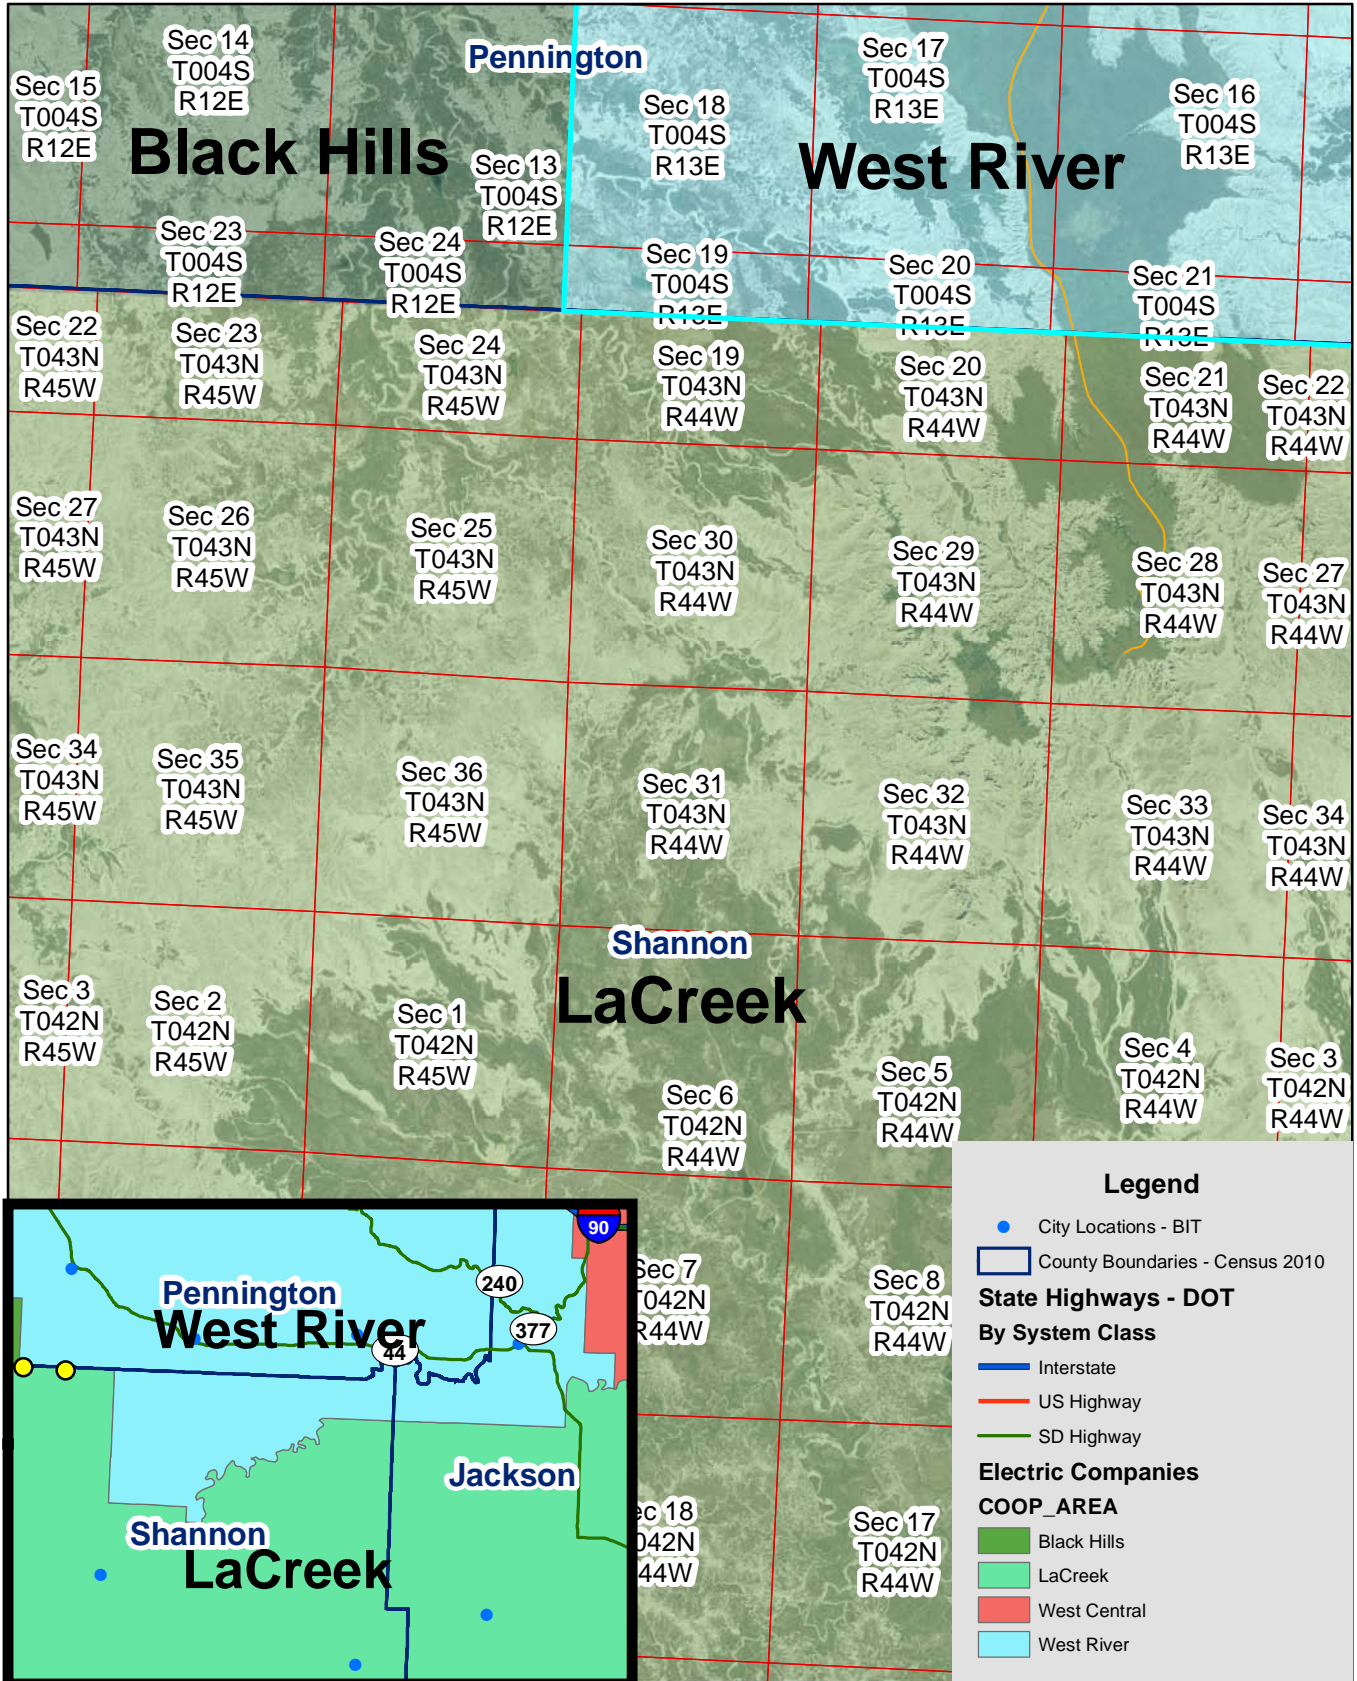 Sec 14
T004S
R12E
Pennington
Sec 17
T004S
R13E
Sec 15
T004S
R12E
Sec 18
T004S
R13E
Sec 16
T004S
R13E
Black Hills
West River
Sec 13
T004S
R12E
Sec 23
T004S
R12E
Sec 24
T004S
R12E
Sec 19
T004S
R13E
Sec 20
T004S
R13E
Sec 21
T004S
R13E
Sec 22
T043N
R45W
Sec 23
T043N
R45W
Sec 24
T043N
R45W
Sec 19
T043N
R44W
Sec 20
T043N
R44W
Sec 21
T043N
R44W
Sec 22
T043N
R44W
Sec 27
T043N
R45W
Sec 26
T043N
R45W
Sec 25
T043N
R45W
Sec 30
T043N
R44W
Sec 29
T043N
R44W
Sec 28
T043N
R44W
Sec 27
T043N
R44W
Sec 34
T043N
R45W
Sec 35
T043N
R45W
Sec 36
T043N
R45W
Sec 31
T043N
R44W
Sec 32
T043N
R44W
Sec 33
T043N
R44W
Sec 34
T043N
R44W
Shannon
LaCreek
Sec 3
T042N
R45W
Sec 2
T042N
R45W
Sec 1
T042N
R45W
Sec 6
T042N
R44W
Sec 5
T042N
R44W
Sec 4
T042N
R44W
Sec 3
T042N
R44W
Sec 7
T042N
R44W
Sec 8
T042N
R44W
ec 18
042N
44W
Sec 17
T042N
R44W
90
240
Pennington
West River
377
44
Jackson
Shannon
LaCreek
Legend
City Locations - BIT
County Boundaries - Census 2010
State Highways - DOT
By System Class
Interstate
US Highway
SD Highway
Electric Companies
COOP_AREA
Black Hills
LaCreek
West Central
West River